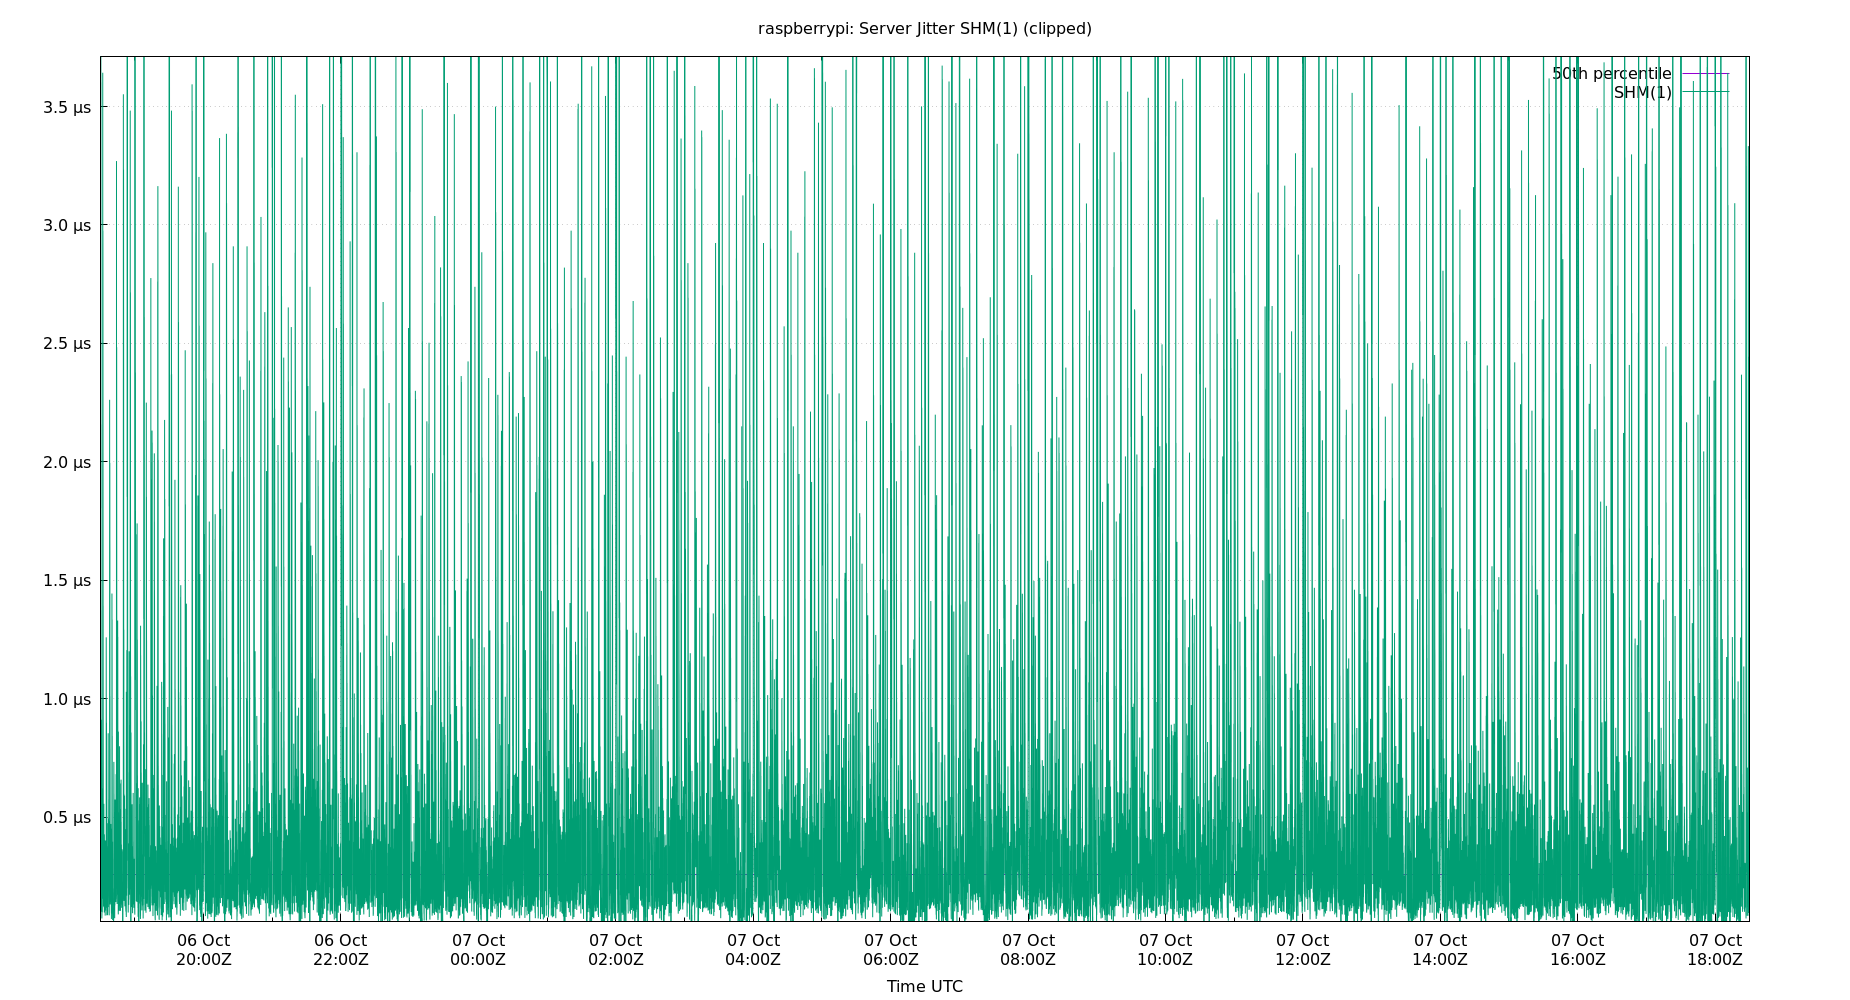 raspberrypi: Server Jitter SHM(1) (clipped)
50th percentile
SHM(1)
3.5 µs
3.0 µs
2.5 µs
2.0 µs
1.5 µs
1.0 µs
0.5 µs
06 Oct 06 Oct 07 Oct 07 Oct 07 Oct 07 Oct 07 Oct 07 Oct 07 Oct 07 Oct 07 Oct 07 Oct
20:00Z 22:00Z 00:00Z 02:00Z 04:00Z 06:00Z 08:00Z 10:00Z 12:00Z 14:00Z 16:00Z 18:00Z
Time UTC